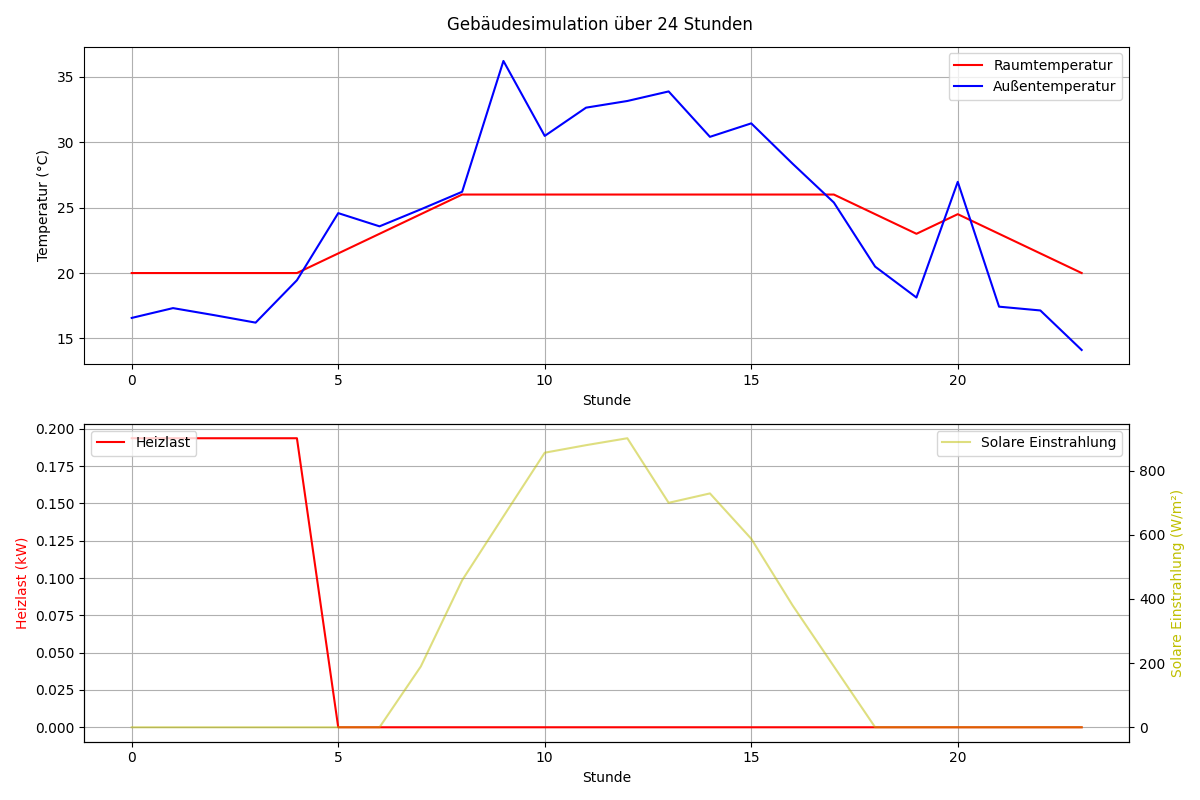 Gebäudesimulation über 24 Stunden
Temperatur (°C)
35
30
25
20
15
Raumtemperatur
Außentemperatur
0 5 10 15 20
Stunde
Heizlast (kW)
0.200
0.175
0.150
0.125
0.100
0.075
0.050
0.025
0.000
Heizlast
Solare Einstrahlung
800
600
400
200
0
Solare Einstrahlung (W/m²)
0 5 10 15 20
Stunde